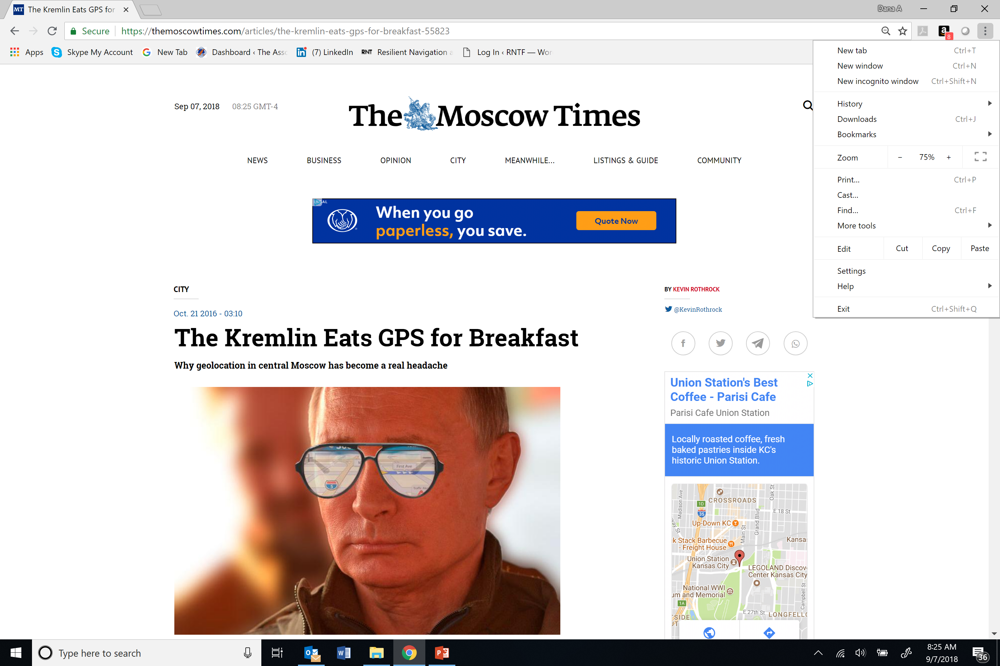 MT The Kremlin Eats GPS for
Dana A
Secure https://themoscowtimes.com/articles/the-kremlin-eats-gps-for-breakfast-55823
a 8
Apps Skype My Account New Tab Dashboard ‹ The Asso (7) LinkedIn RNT Resilient Navigation a Log In ‹ RNTF — Wor
New tab Ctrl+T
New window Ctrl+N
New incognito window Ctrl+Shift+N
History
Downloads Ctrl+J
Bookmarks
Zoom − 75% +
Print... Ctrl+P
Cast...
Find... Ctrl+F
More tools
Edit Cut Copy Paste
Settings
Help
Exit Ctrl+Shift+Q
Sep 07, 2018 08:25 GMT-4
The Moscow Times
NEWS BUSINESS OPINION CITY MEANWHILE... LISTINGS & GUIDE COMMUNITY
When you go
paperless, you save.
Quote Now
CITY
Oct. 21 2016 - 03:10
The Kremlin Eats GPS for Breakfast
Why geolocation in central Moscow has become a real headache
First Ave
5
BY KEVIN ROTHROCK
@KevinRothrock
Union Station's Best
Coffee - Parisi Cafe
Parisi Cafe Union Station
Locally roasted coffee, fresh
baked pastries inside KC's
historic Union Station.
Madison Ave
Oak St
CROSSROADS
1D
35
E 18 St
Grand Blvd
Up-Down KC
Main St
k Stack Barbecue
- Freight House
Kansas
Union Station
Kansas City
LEGOLAND Discov
Center Kansas City
National WWI
um and Memorial
Campbell St
1A
E 27th St
LONGFELLO
SIDE
Type here to search
8:25 AM
9/7/2018
36